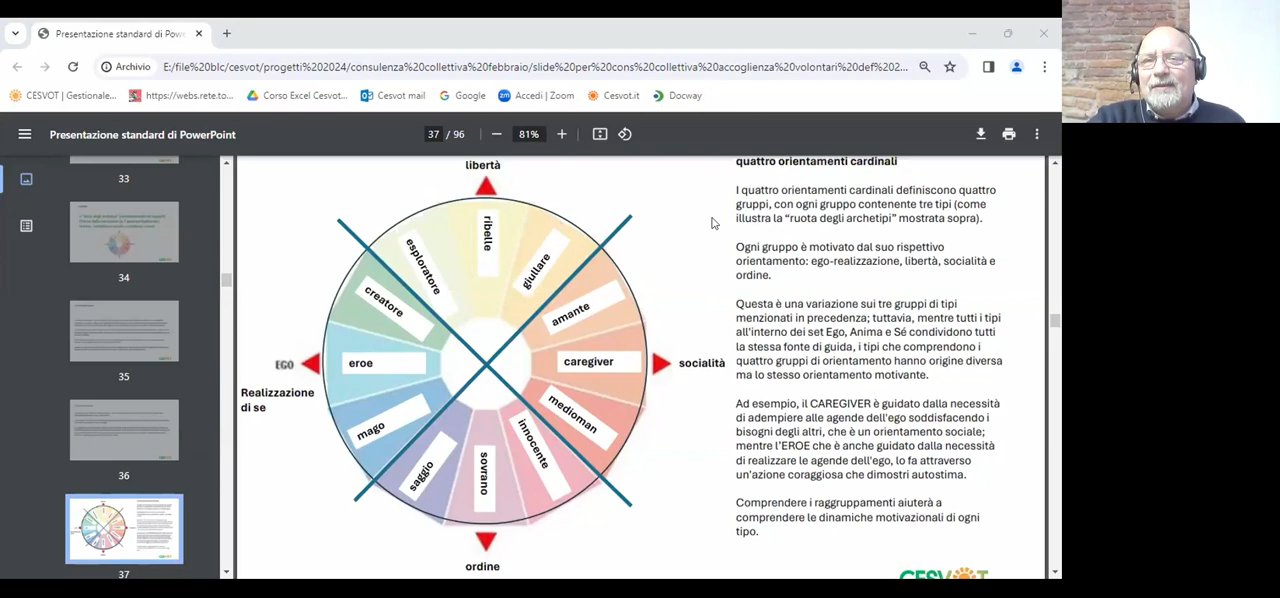 Presentazione standard di Pow
E:/file%20blc/cesvot/progetti%202024/consulenza%20collettiva%20febbraio/slide%20per%20cons%20collettiva%20accoglienza%20volontari%20def%202...
Archivio
CESVOT | Gestionale...
https://webs.rete.to...
Corso Excel Cesvot...
Cesvot mail
Google
Accedi | Zoom
Cesvot.it
Docway
Presentazione standard di PowerPoint
37 / 96
81%
33
34
35
36
37
libertà
ribelle
esploratore
giullare
creatore
amante
EGO
eroe
caregiver
socialità
Realizzazione
di se
mago
medioman
saggio
sovrano
innocente
ordine
quattro orientamenti cardinali
I quattro orientamenti cardinali definiscono quattro
gruppi, con ogni gruppo contenente tre tipi (come
illustra la “ruota degli archetipi” mostrata sopra).
Ogni gruppo è motivato dal suo rispettivo
orientamento: ego-realizzazione, libertà, socialità e
ordine.
Questa è una variazione sui tre gruppi di tipi
menzionati in precedenza; tuttavia, mentre tutti i tipi
all'interno dei set Ego, Anima e Sé condividono tutti
la stessa fonte di guida, i tipi che comprendono i
quattro gruppi di orientamento hanno origine diversa
ma lo stesso orientamento motivante.
Ad esempio, il CAREGIVER è guidato dalla necessità
di adempiere alle agende dell'ego soddisfacendo i
bisogni degli altri, che è un orientamento sociale;
mentre l'EROE che è anche guidato dalla necessità
di realizzare le agende dell'ego, lo fa attraverso
un'azione coraggiosa che dimostri autostima.
Comprendere i raggruppamenti aiuterà a
comprendere le dinamiche motivazionali di ogni
tipo.
CESVOT